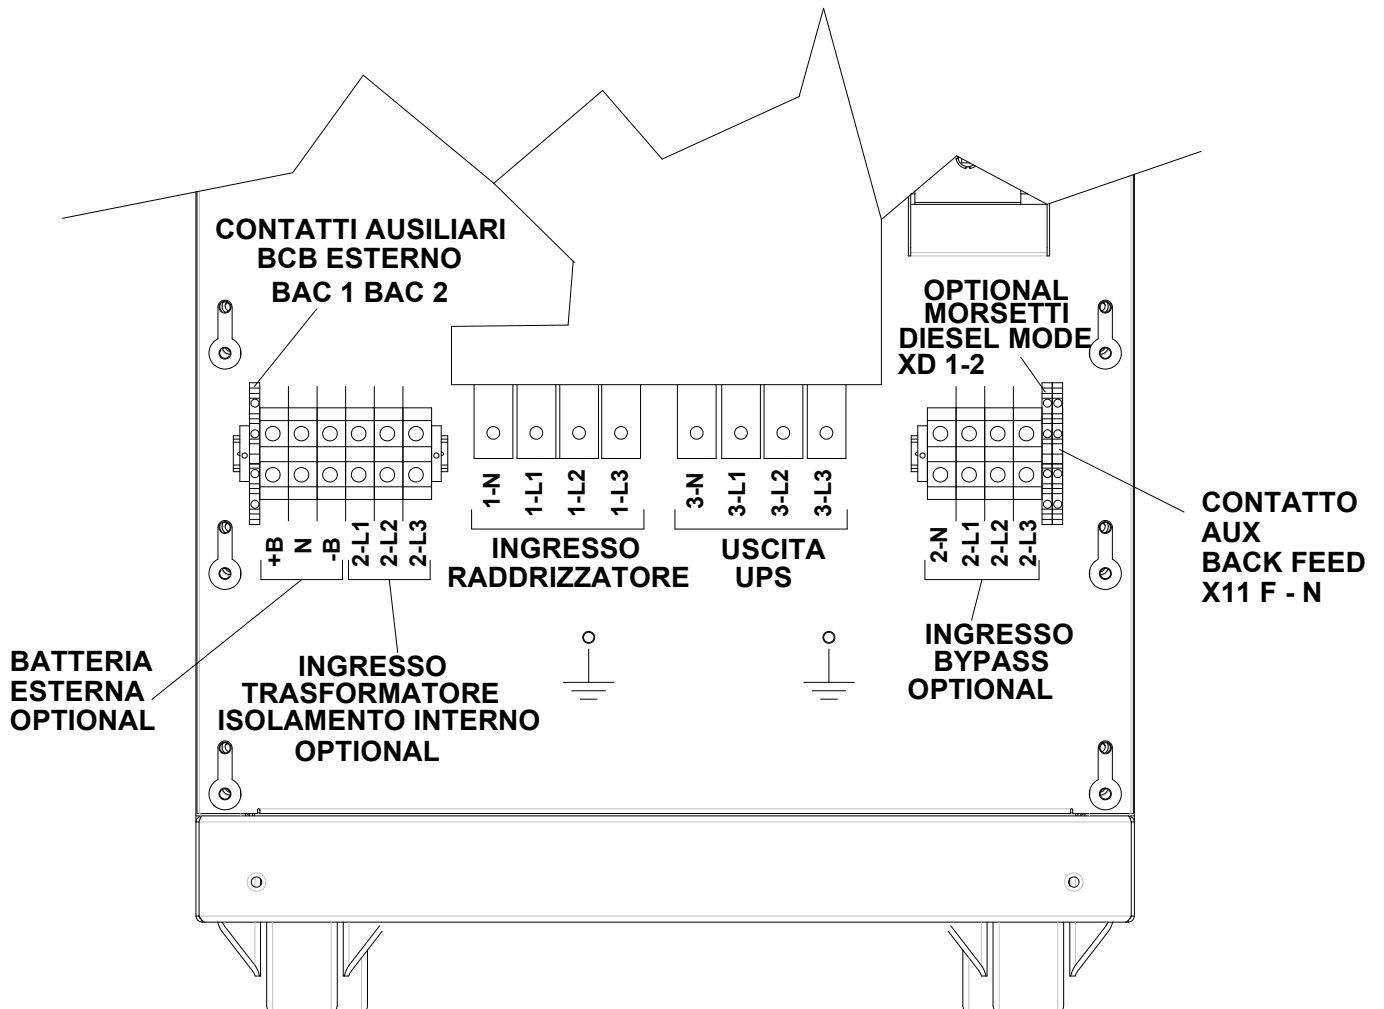 CONTATTI AUSILIARI
BCB ESTERNO
BAC 1 BAC 2
OPTIONAL
MORSETTI
DIESEL MODE
XD 1-2
+B
N
-B
2-L1
2-L2
2-L3
1-N
1-L1
1-L2
1-L3
3-N
3-L1
3-L2
3-L3
2-N
2-L1
2-L2
2-L3
INGRESSO
RADDRIZZATORE
USCITA
UPS
CONTATTO
AUX
BACK FEED
X11 F - N
BATTERIA
ESTERNA
OPTIONAL
INGRESSO
TRASFORMATORE
ISOLAMENTO INTERNO
OPTIONAL
INGRESSO
BYPASS
OPTIONAL